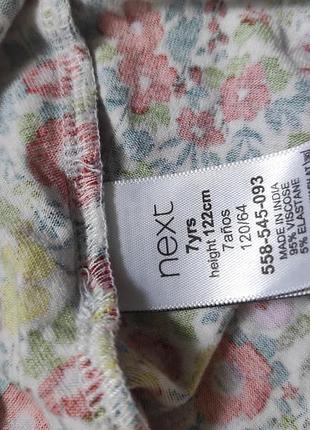 next
7yrs
height 122cm
7años
120/64
558-545-093
MADE IN INDIA
95% VISCOSE
5% ELASTANE